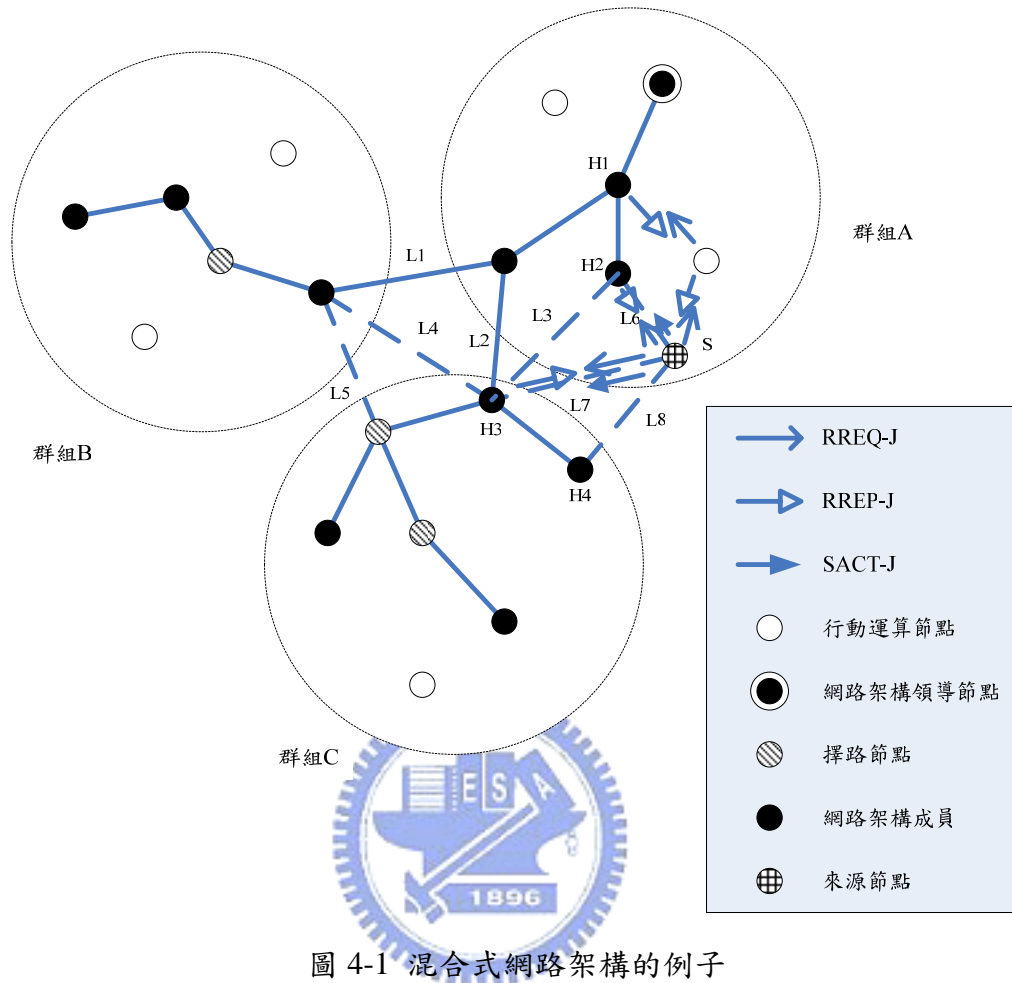 H1
群組A
H2
L1
L3
L6
S
L4
L2
L5
L7
L8
H3
群組B
H4
RREQ-J
RREP-J
SACT-J
行動運算節點
網路架構領導節點
擇路節點
網路架構成員
來源節點
群組C
E S A
1896
圖 4-1 混合式網路架構的例子